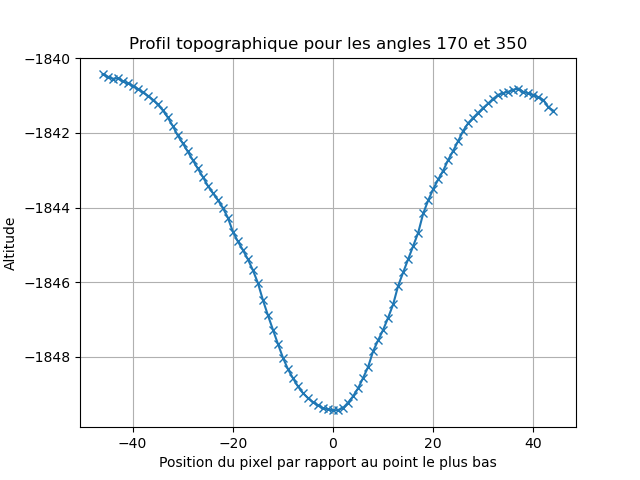 Profil topographique pour les angles 170 et 350
−1840
−1842
−1844
−1846
−1848
Altitude
−40 −20 0 20 40
Position du pixel par rapport au point le plus bas